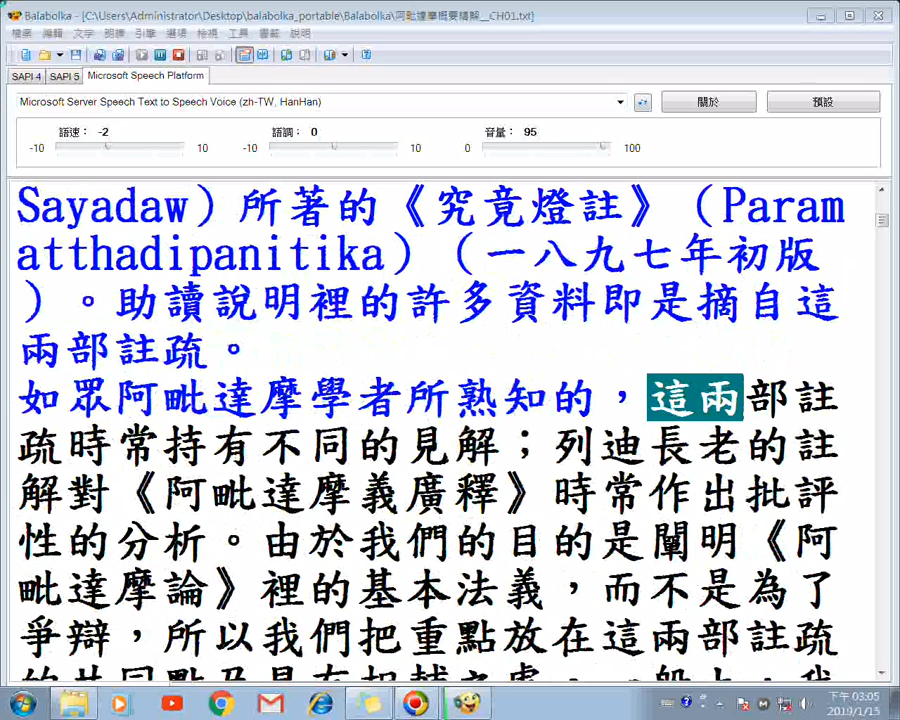 Balabolka - [C:\Users\Administrator\Desktop\balabolka_portable\Balabolka\阿毗達摩概要精解__CH01.txt]
檔案 編輯 文字 朗讀 引擎 選項 檢視 工具 書籤 說明
SAPI 4 SAPI 5 Microsoft Speech Platform
Microsoft Server Speech Text to Speech Voice (zh-TW, HanHan) 關於 預設
語速： -2 語調： 0 音量： 95
-10 10 -10 10 0 100
Sayadaw）所著的《究竟燈註》（Param
atthadipanitika）（一八九七年初版
）。助讀說明裡的許多資料即是摘自這
兩部註疏。
如眾阿毗達摩學者所熟知的，這兩部註
疏時常持有不同的見解；列迪長老的註
解對《阿毗達摩義廣釋》時常作出批評
性的分析。由於我們的目的是闡明《阿
毗達摩論》裡的基本法義，而不是為了
爭辯，所以我們把重點放在這兩部註疏
下午 03:05
2019/1/15